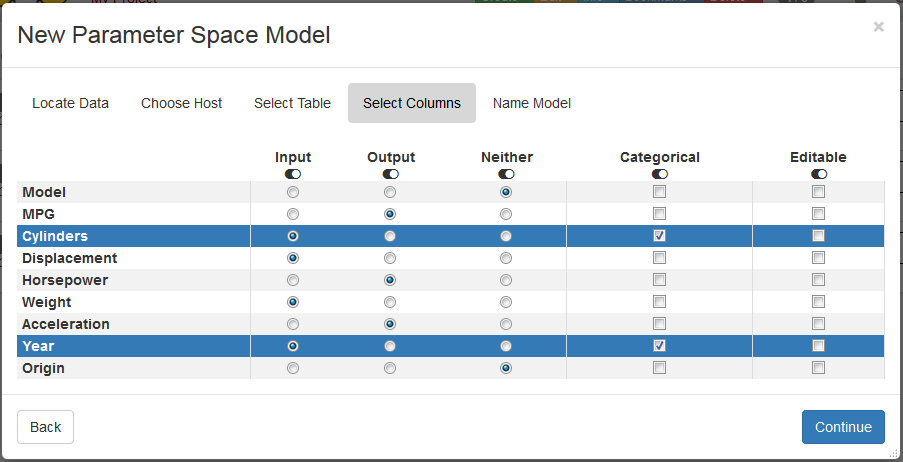 New Parameter Space Model
×
Locate Data Choose Host Select Table Select Columns Name Model
Input Output Neither Categorical Editable
Model
MPG
Cylinders
Displacement
Horsepower
Weight
Acceleration
Year
Origin
Back Continue